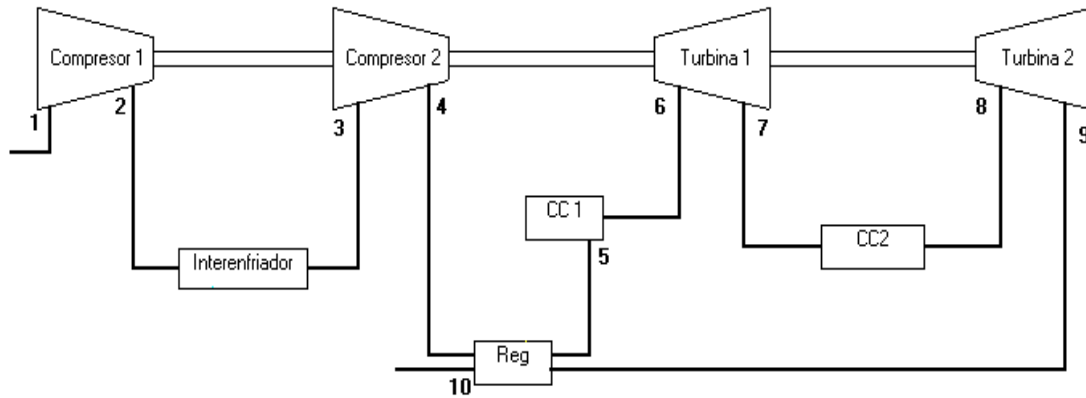 Compresor 1
Compresor 2
Turbina 1
Turbina 2
1
2
3
4
6
7
8
9
CC 1
CC2
5
Interenfriador
Reg
10